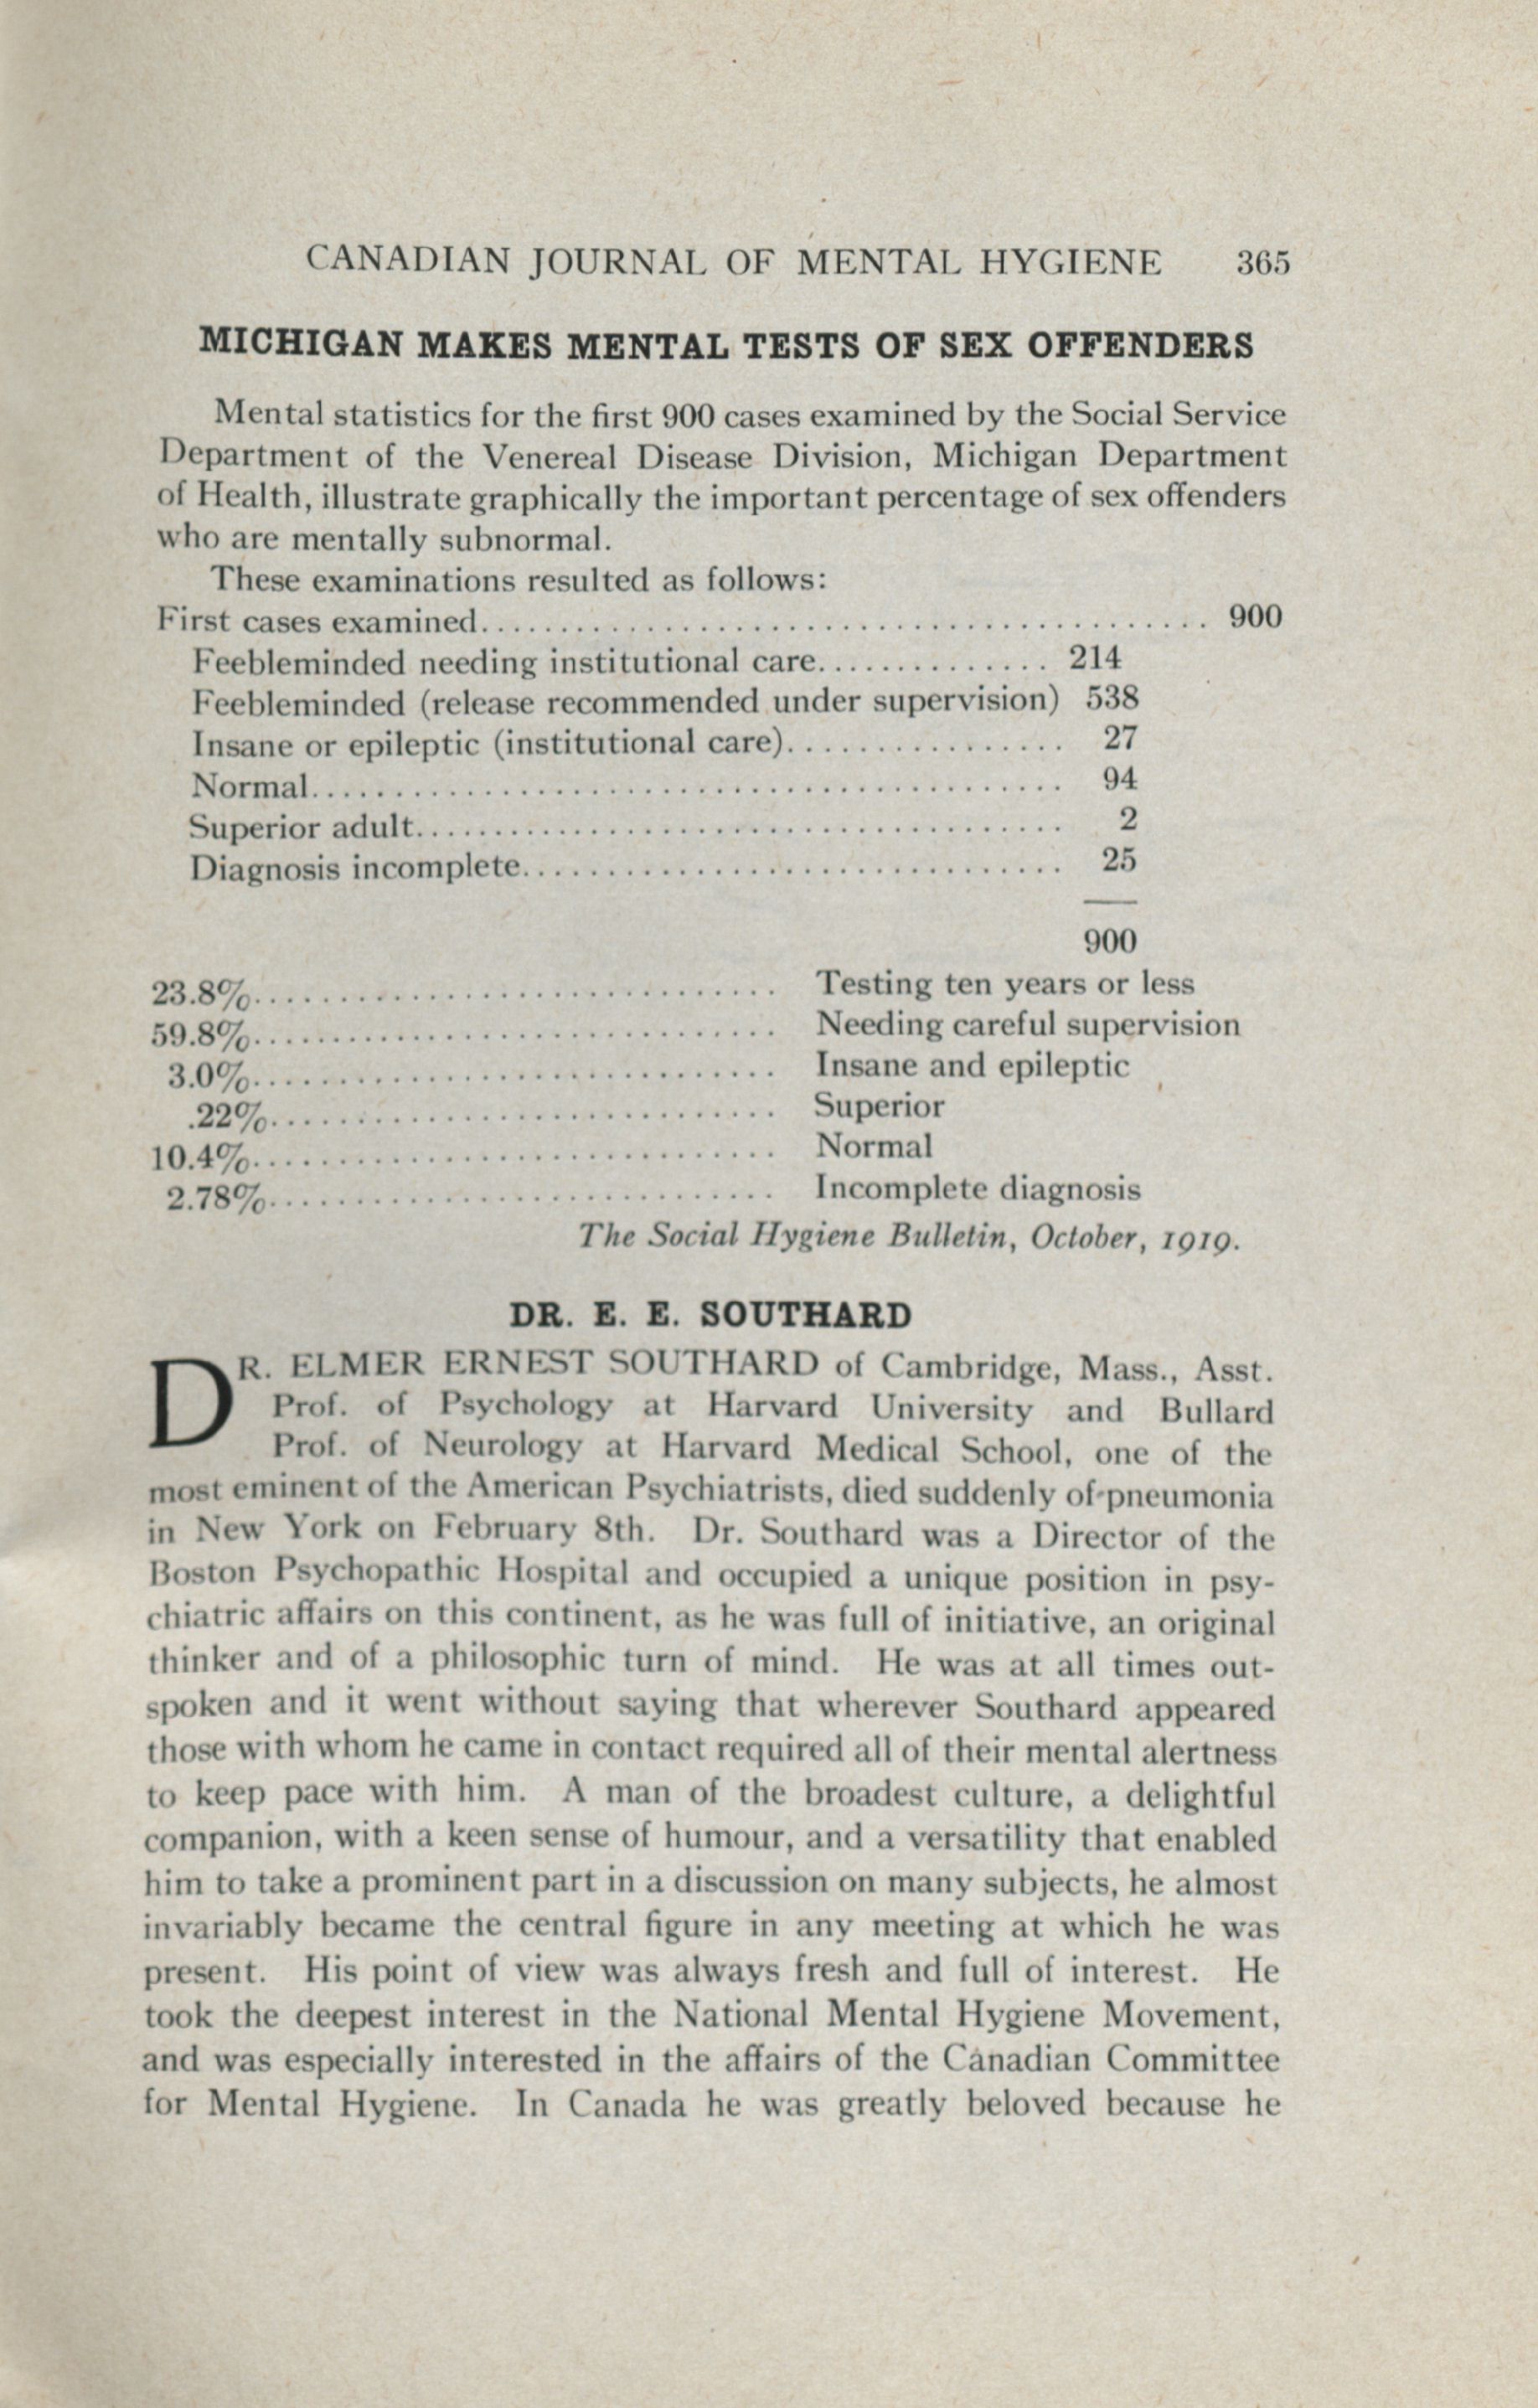 CANADIAN JOURNAL OF MENTAL HYGIENE 365
MICHIGAN MAKES MENTAL TESTS OF SEX OFFENDERS
Mental statistics for the first 900 cases examined by the Social Service
Department of the Venereal Disease Division, Michigan Department
of Health, illustrate graphically the important percentage of sex offenders
who are mentally subnormal.
These examinations resulted as follows:
First cases examined........................................ 900
Feebleminded needing institutional care.............. 214
Feebleminded (release recommended under supervision) 538
Insane or epileptic (institutional care)................ 27
Normal.......................................... 94
Superior adult.................................... 2
Diagnosis incomplete.............................. 25
900
23.8%.............................. Testing ten years or less
59.8%.............................. Needing careful supervision
3.0%.............................. Insane and epileptic
.22%............................. Superior
10.4%.............................. Normal
2.78%............................. Incomplete diagnosis
The Social Hygiene Bulletin, October, 1919.
DR. E. E. SOUTHARD
DR. ELMER ERNEST SOUTHARD of Cambridge, Mass., Asst.
Prof. of Psychology at Harvard University and Bullard
Prof. of Neurology at Harvard Medical School, one of the
most eminent of the American Psychiatrists, died suddenly of pneumonia
in New York on February 8th. Dr. Southard was a Director of the
Boston Psychopathic Hospital and occupied a unique position in psy-
chiatric affairs on this continent, as he was full of initiative, an original
thinker and of a philosophic turn of mind. He was at all times out-
spoken and it went without saying that wherever Southard appeared
those with whom he came in contact required all of their mental alertness
to keep pace with him. A man of the broadest culture, a delightful
companion, with a keen sense of humour, and a versatility that enabled
him to take a prominent part in a discussion on many subjects, he almost
invariably became the central figure in any meeting at which he was
present. His point of view was always fresh and full of interest. He
took the deepest interest in the National Mental Hygiene Movement,
and was especially interested in the affairs of the Canadian Committee
for Mental Hygiene. In Canada he was greatly beloved because he